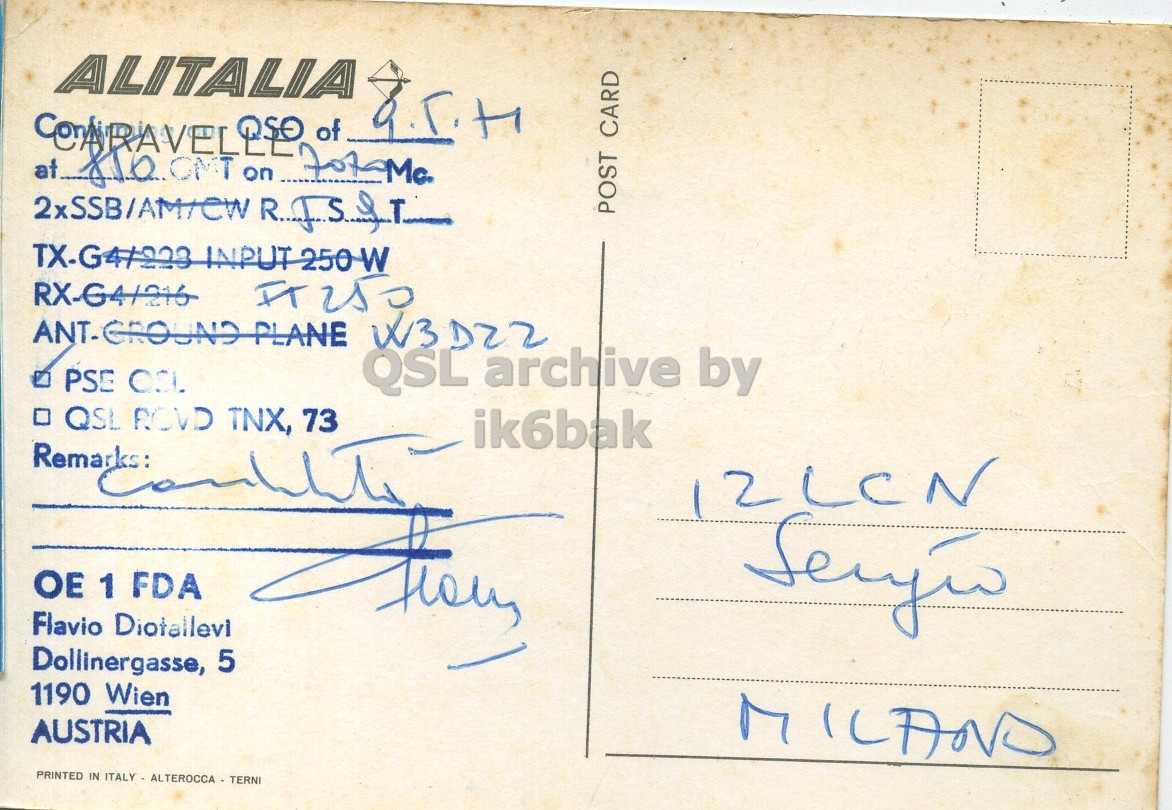 ALITALIA
CARAVELLE
Confirming our QSO of 9.5.71
at 850 GMT on 7070 Mc.
2xSSB/AM/CW R. 5 S 9 T.
TX-G4/228 INPUT 250 W
RX-G4/216 FT 250
ANT-GROUND PLANE W3DZZ
PSE QSL
QSL RCVD TNX, 73
Remarks:
OE 1 FDA
Flavio Diotallevi
Dollinergasse, 5
1190 Wien
AUSTRIA
PRINTED IN ITALY - ALTEROCCA - TERNI
POST CARD
QSL archive by
ik6bak
I2LCN
Sergio
MILANO